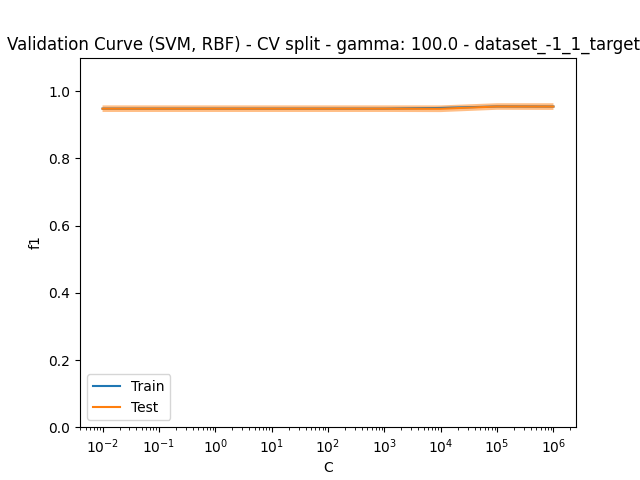 Validation Curve (SVM, RBF) - CV split - gamma: 100.0 - dataset_-1_1_target
1.0
0.8
0.6
0.4
0.2
0.0
f1
Train
Test
10⁻² 10⁻¹ 10⁰ 10¹ 10² 10³ 10⁴ 10⁵ 10⁶
C